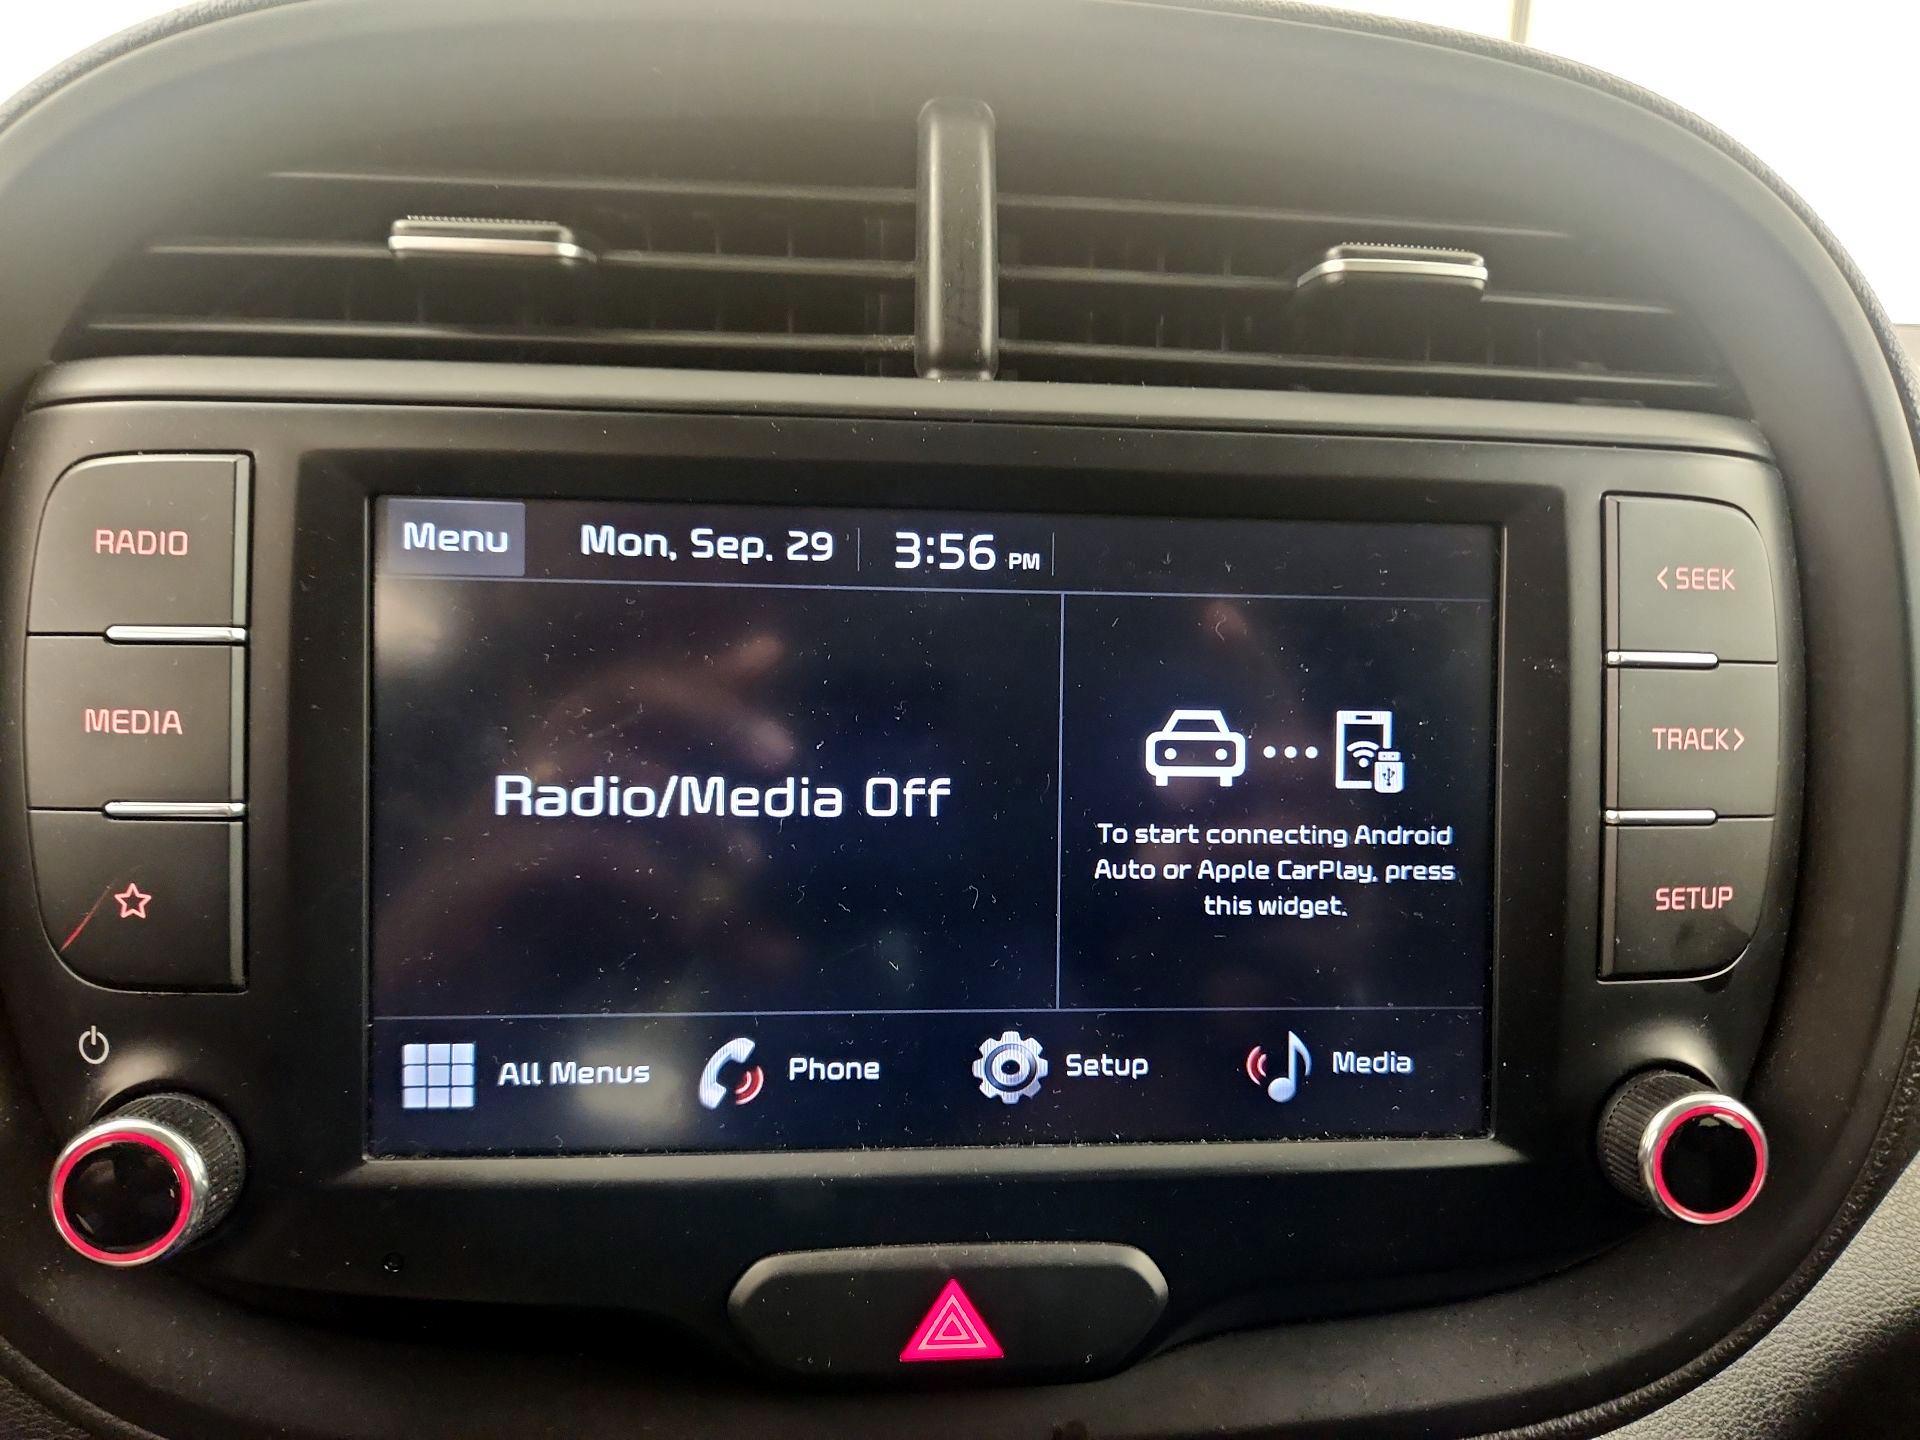 RADIO
MEDIA
Menu
Mon, Sep. 29
3:56 PM
Radio/Media Off
To start connecting Android
Auto or Apple CarPlay, press
this widget.
All Menus
Phone
Setup
Media
< SEEK
TRACK >
SETUP